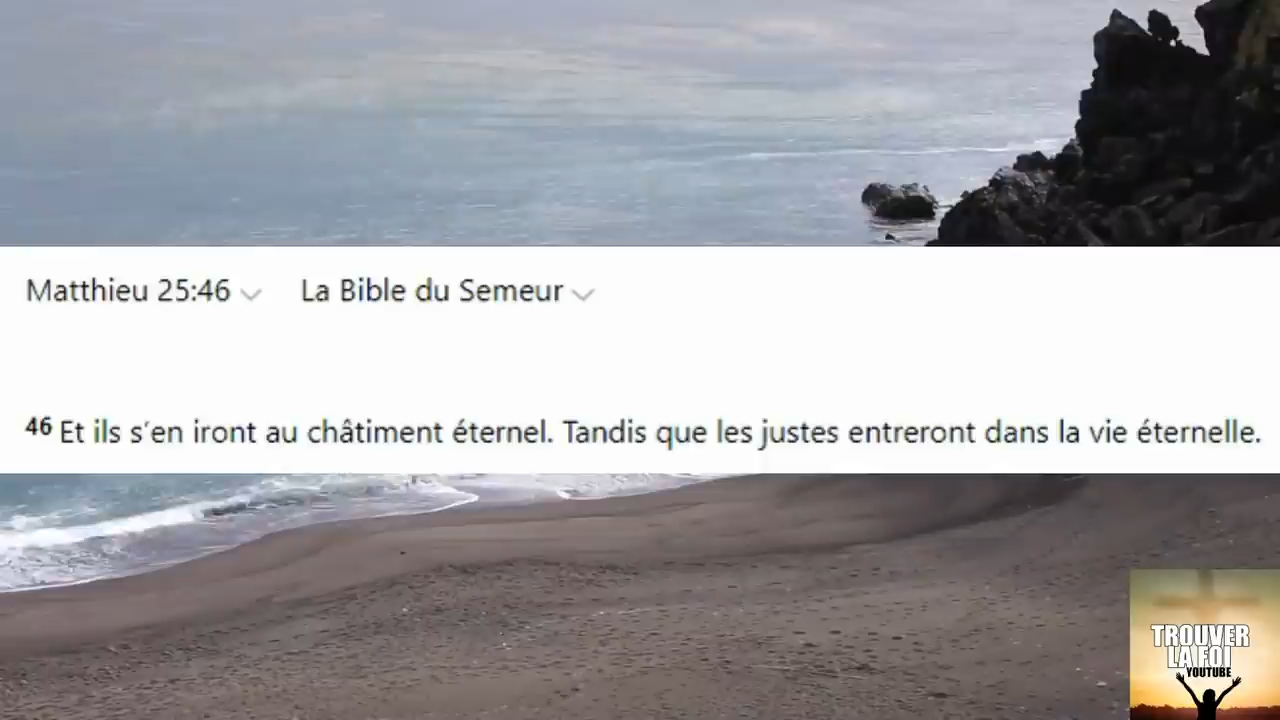 Matthieu 25:46 La Bible du Semeur
46 Et ils s’en iront au châtiment éternel. Tandis que les justes entreront dans la vie éternelle.
TROUVER
LA FOI
YOUTUBE